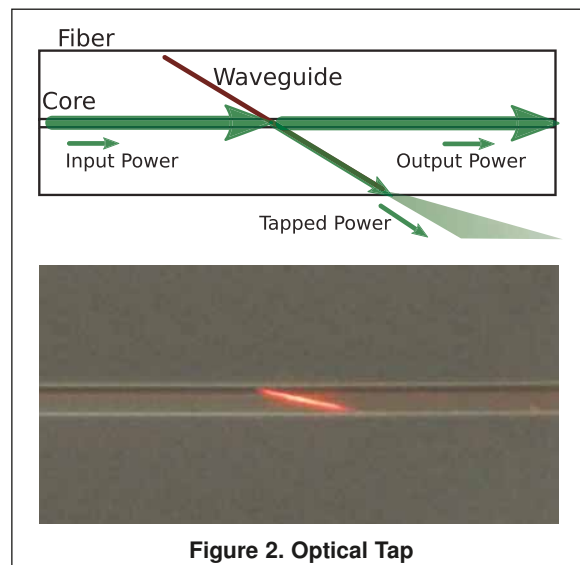 Fiber
Waveguide
Core
Input Power
Output Power
Tapped Power
Figure 2. Optical Tap